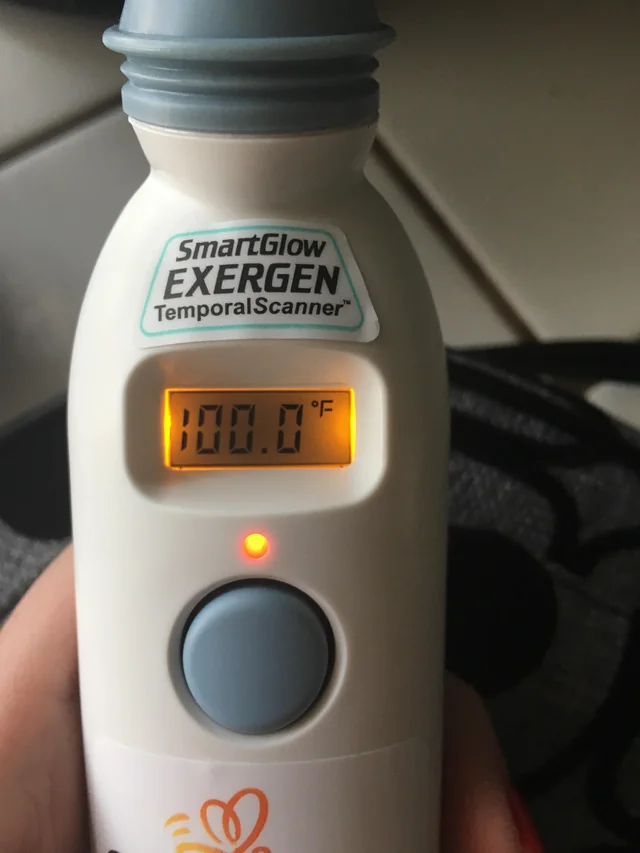 SmartGlow
EXERGEN
TemporalScanner™
100.0 °F